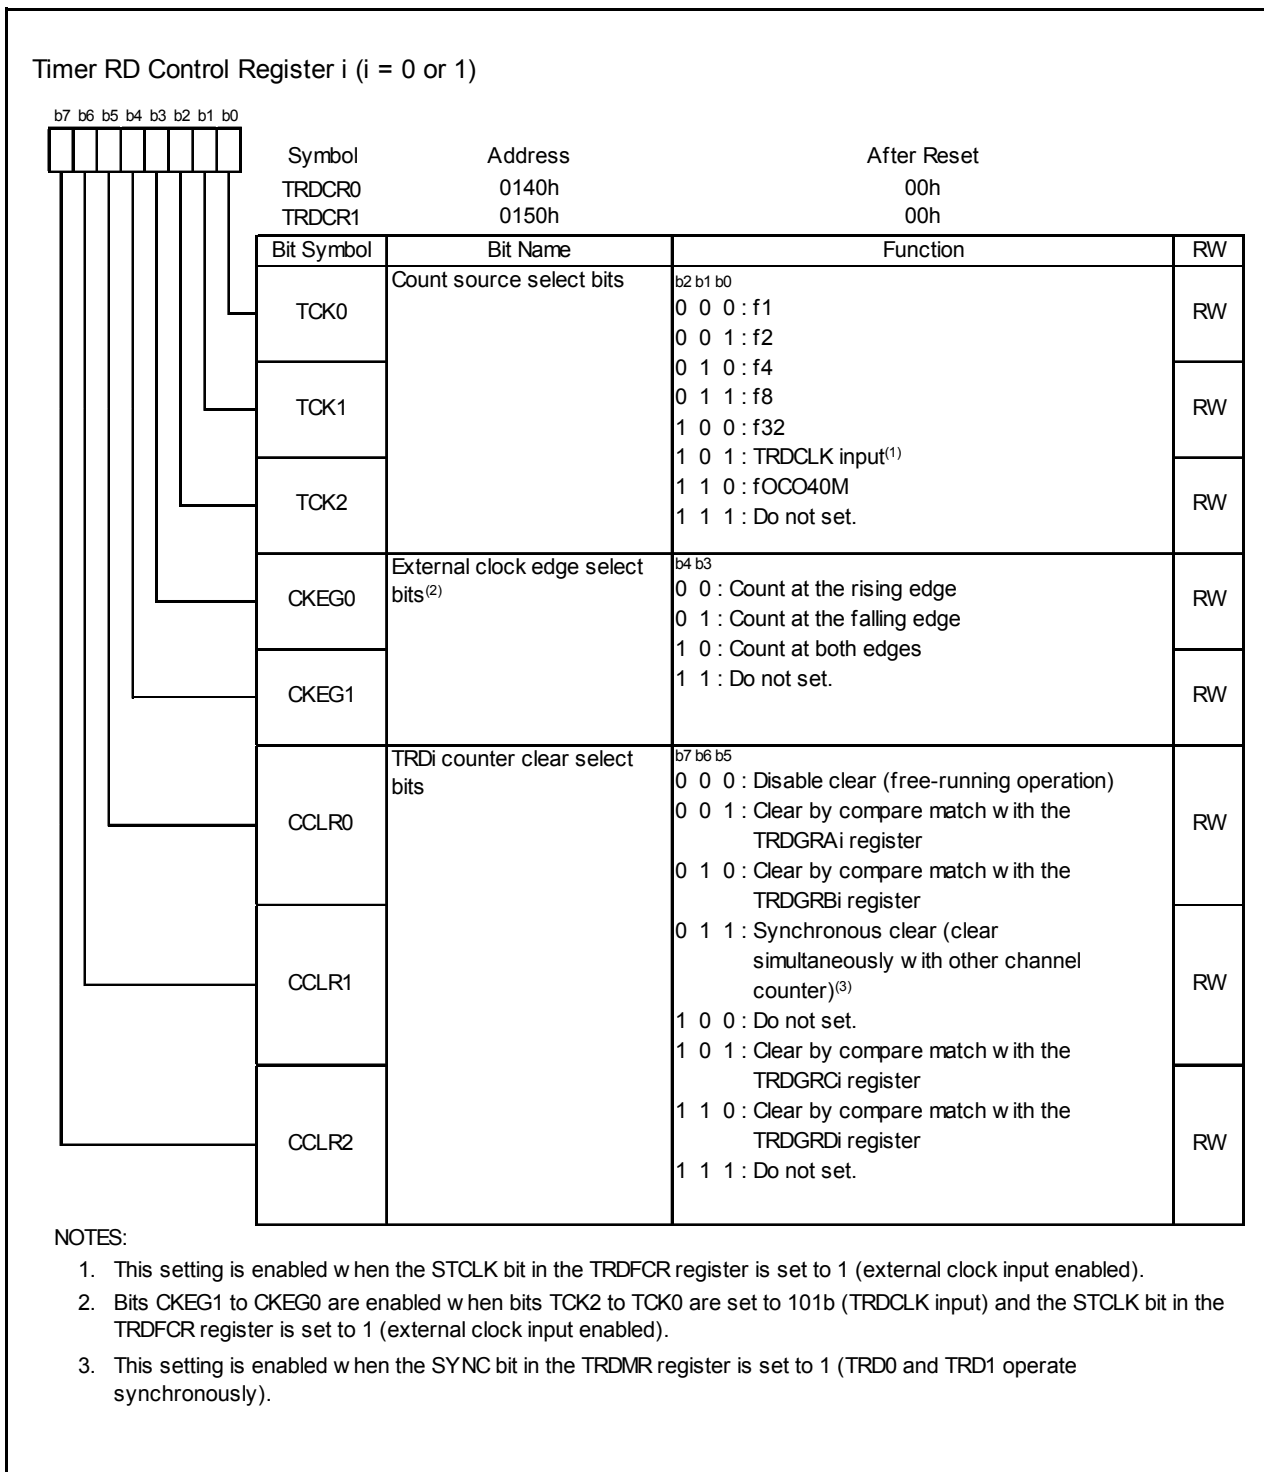 Timer RD Control Register i (i = 0 or 1)
b7 b6 b5 b4 b3 b2 b1 b0
Symbol Address After Reset
TRDCR0 0140h 00h
TRDCR1 0150h 00h
Bit Symbol Bit Name Function RW
TCK0 RW
TCK1 RW
TCK2 RW
Count source select bits
b2 b1 b0
0 0 0 : f1
0 0 1 : f2
0 1 0 : f4
0 1 1 : f8
1 0 0 : f32
1 0 1 : TRDCLK input(1)
1 1 0 : fOCO40M
1 1 1 : Do not set.
CKEG0 RW
CKEG1 RW
External clock edge select
bits(2)
b4 b3
0 0 : Count at the rising edge
0 1 : Count at the falling edge
1 0 : Count at both edges
1 1 : Do not set.
CCLR0 RW
CCLR1 RW
CCLR2 RW
TRDi counter clear select
bits
b7 b6 b5
0 0 0 : Disable clear (free-running operation)
0 0 1 : Clear by compare match with the
TRDGRAi register
0 1 0 : Clear by compare match with the
TRDGRBi register
0 1 1 : Synchronous clear (clear
simultaneously with other channel
counter)(3)
1 0 0 : Do not set.
1 0 1 : Clear by compare match with the
TRDGRCi register
1 1 0 : Clear by compare match with the
TRDGRDi register
1 1 1 : Do not set.
NOTES:
1. This setting is enabled when the STCLK bit in the TRDFCR register is set to 1 (external clock input enabled).
2. Bits CKEG1 to CKEG0 are enabled when bits TCK2 to TCK0 are set to 101b (TRDCLK input) and the STCLK bit in the
TRDFCR register is set to 1 (external clock input enabled).
3. This setting is enabled when the SYNC bit in the TRDMR register is set to 1 (TRD0 and TRD1 operate
synchronously).